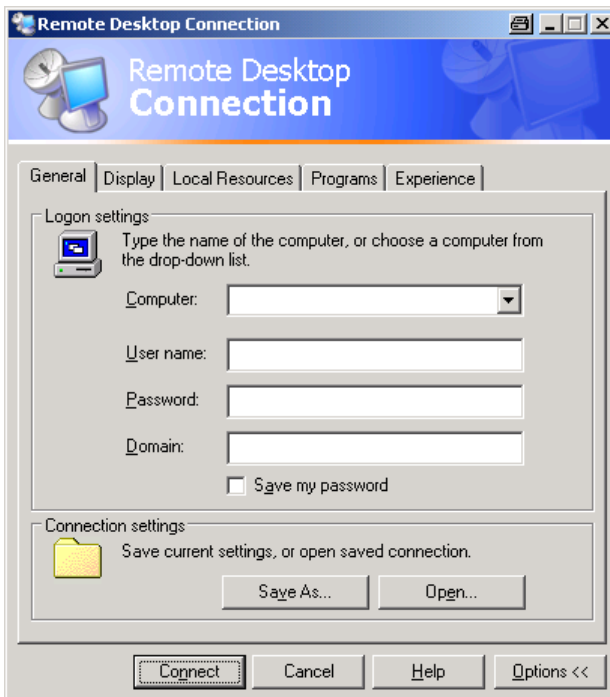 Remote Desktop Connection
Remote Desktop
Connection
General Display Local Resources Programs Experience
Logon settings
Type the name of the computer, or choose a computer from
the drop-down list.
Computer:
User name:
Password:
Domain:
Save my password
Connection settings
Save current settings, or open saved connection.
Save As... Open...
Connect Cancel Help Options <<